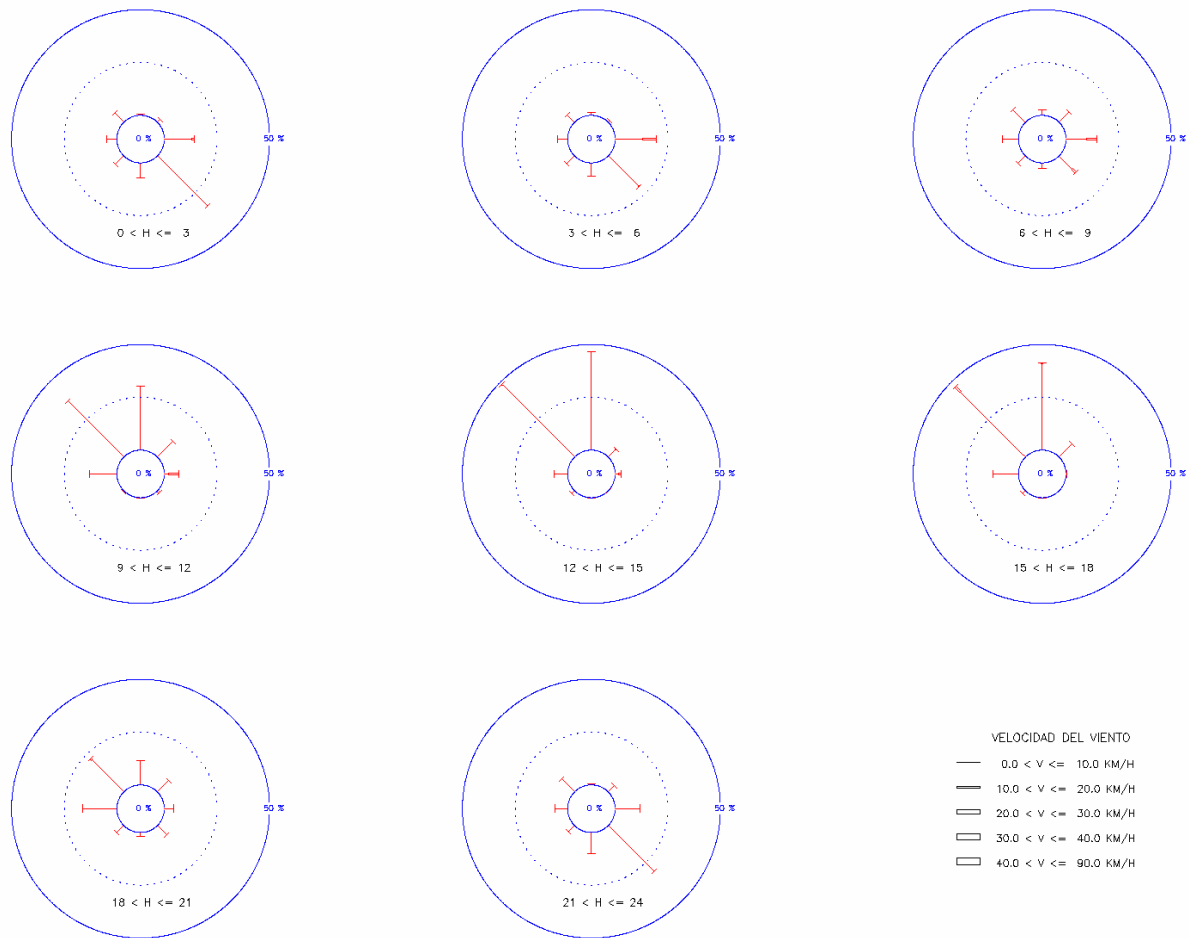 0 %
50 %
0 < H <= 3
0 %
50 %
3 < H <= 6
0 %
50 %
6 < H <= 9
0 %
50 %
9 < H <= 12
0 %
50 %
12 < H <= 15
0 %
50 %
15 < H <= 18
0 %
50 %
18 < H <= 21
0 %
50 %
21 < H <= 24
VELOCIDAD DEL VIENTO
0.0 < V <= 10.0 KM/H
10.0 < V <= 20.0 KM/H
20.0 < V <= 30.0 KM/H
30.0 < V <= 40.0 KM/H
40.0 < V <= 90.0 KM/H